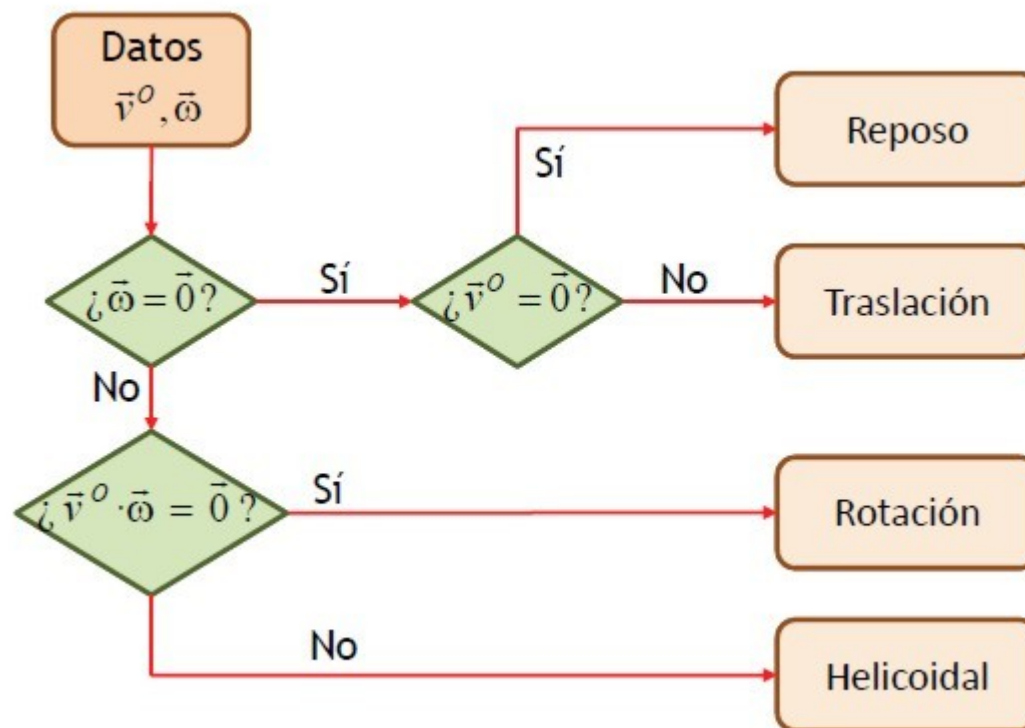 Datos
v⃗ᴼ, ω⃗
Sí
Reposo
¿ω⃗ = 0⃗?
Sí
¿v⃗ᴼ = 0⃗?
No
Traslación
No
¿v⃗ᴼ·ω⃗ = 0⃗?
Sí
Rotación
No
Helicoidal